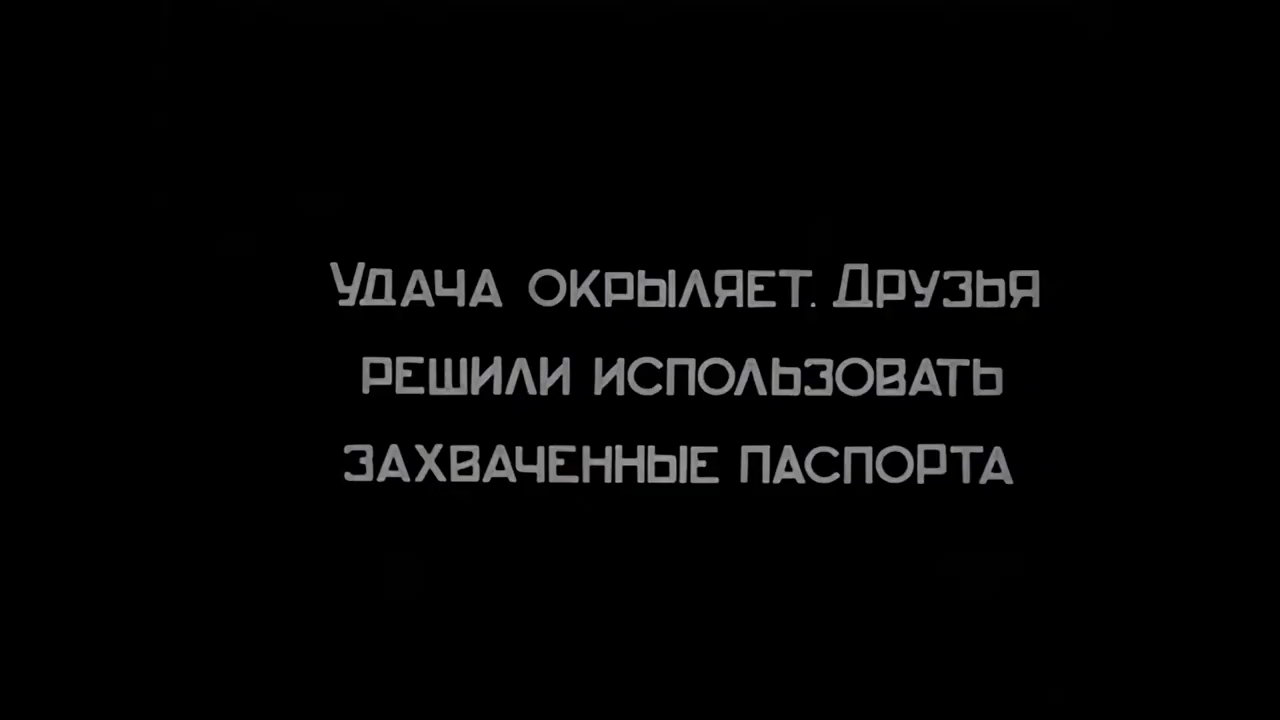 Удача окрыляет. Друзья
решили использовать
захваченные паспорта